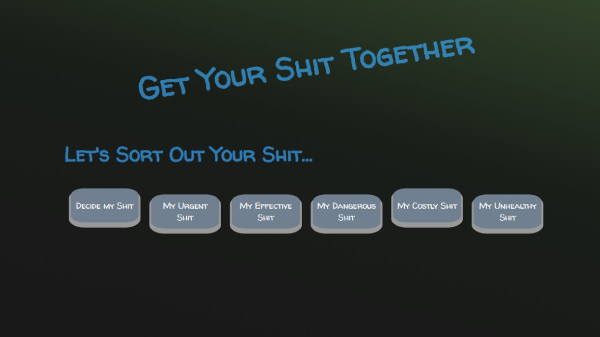 Get Your Shit Together
Let's Sort Out Your Shit...
Decide my Shit
My Urgent
Shit
My Effective
Shit
My Dangerous
Shit
My Costly Shit
My Unhealthy
Shit